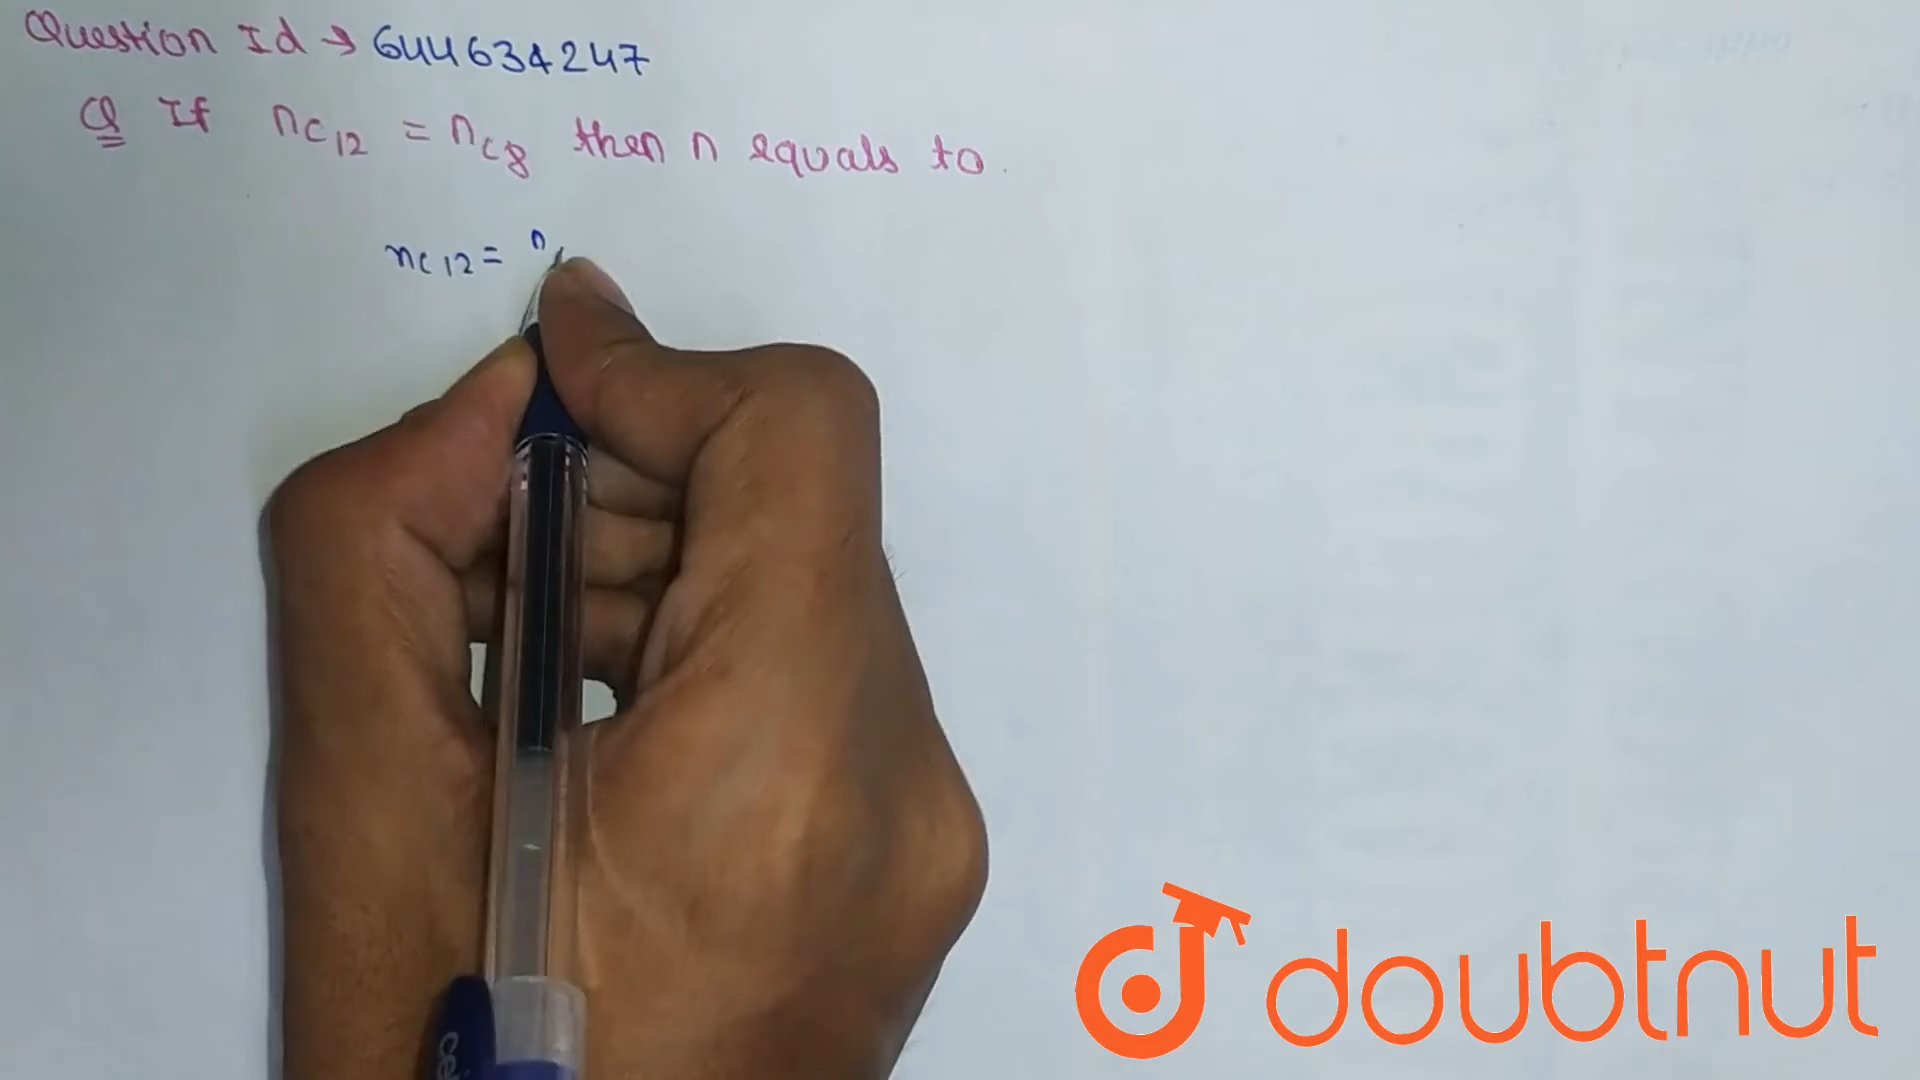 Question Id → 644634247
Q If nC12 = nC8 then n equals to.
nC12 = n
doubtnut